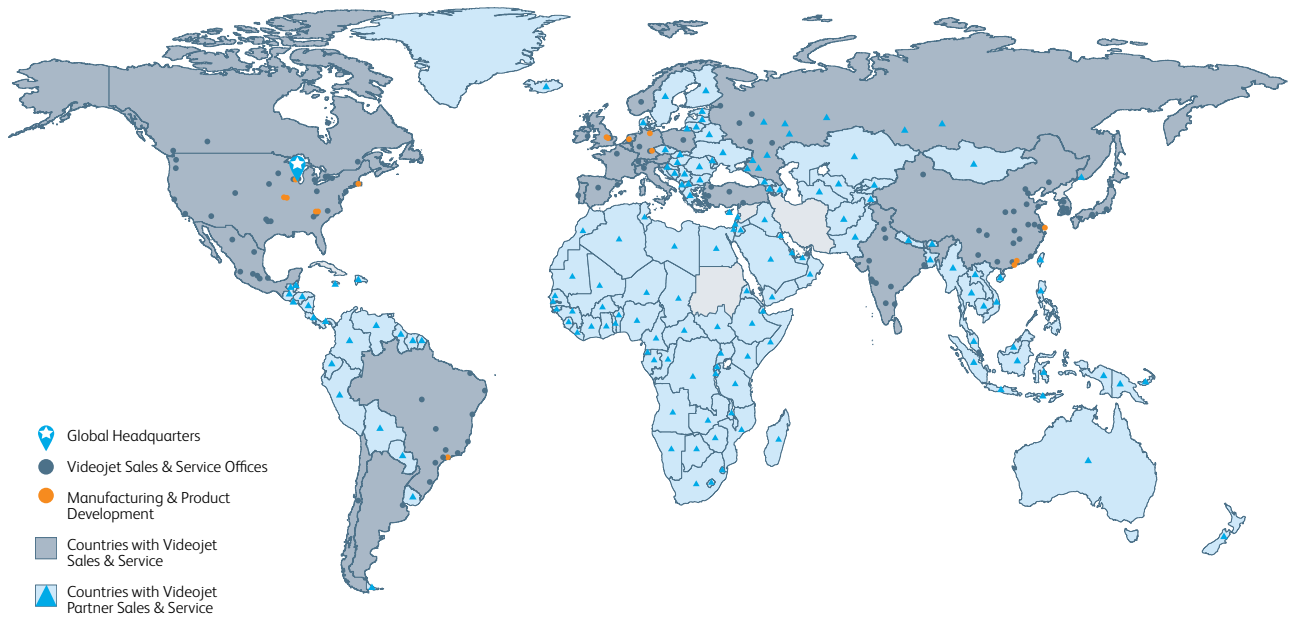 Global Headquarters
Videojet Sales & Service Offices
Manufacturing & Product
Development
Countries with Videojet
Sales & Service
Countries with Videojet
Partner Sales & Service